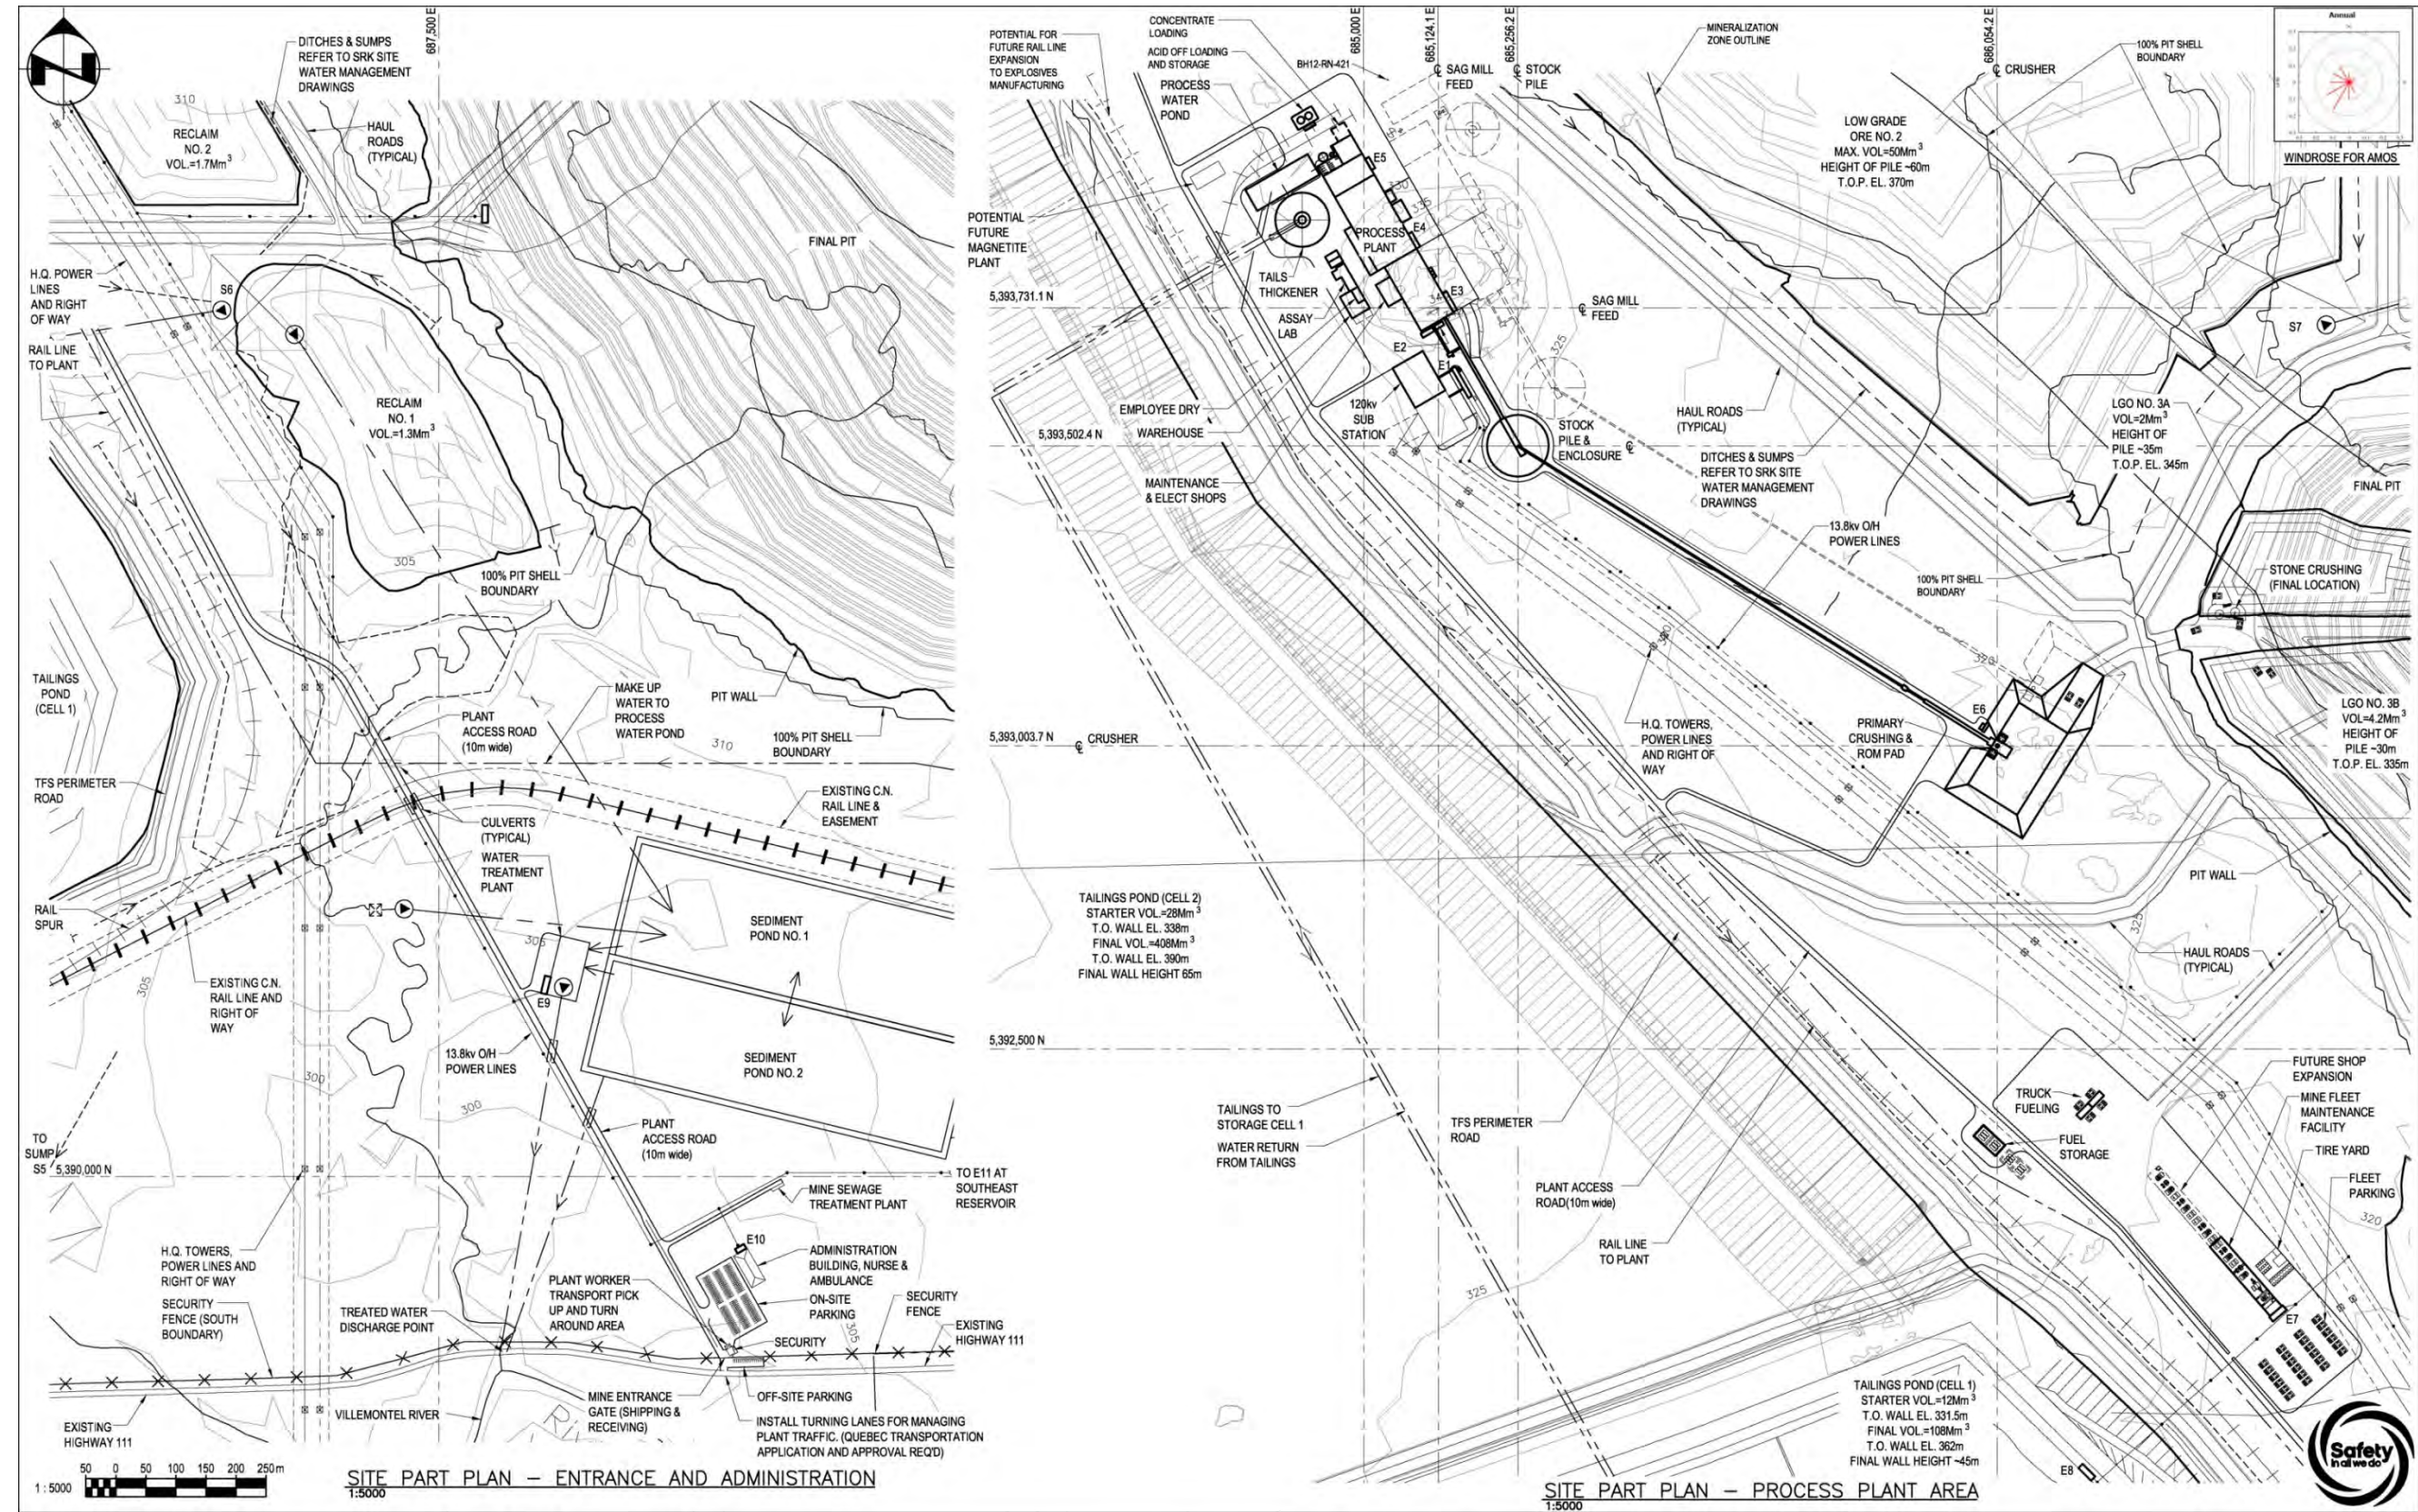 687,500 E
DITCHES & SUMPS
REFER TO SRK SITE
WATER MANAGEMENT
DRAWINGS
310
RECLAIM
NO. 2
VOL.=1.7Mm³
HAUL
ROADS
(TYPICAL)
FINAL PIT
H.Q. POWER
LINES
AND RIGHT
OF WAY
S6
RAIL LINE
TO PLANT
RECLAIM
NO. 1
VOL.=1.3Mm³
305
100% PIT SHELL
BOUNDARY
TAILINGS
POND
(CELL 1)
PLANT
ACCESS ROAD
(10m wide)
MAKE UP
WATER TO
PROCESS
WATER POND
PIT WALL
310
100% PIT SHELL
BOUNDARY
TFS PERIMETER
ROAD
EXISTING C.N.
RAIL LINE &
EASEMENT
CULVERTS
(TYPICAL)
WATER
TREATMENT
PLANT
RAIL
SPUR
305
SEDIMENT
POND NO. 1
EXISTING C.N.
RAIL LINE AND
RIGHT OF
WAY
305
E9
13.8kv O/H
POWER LINES
SEDIMENT
POND NO. 2
300
300
PLANT
ACCESS ROAD
(10m wide)
TO
SUMP
S5
5,390,000 N
TO E11 AT
SOUTHEAST
RESERVOIR
MINE SEWAGE
TREATMENT PLANT
E10
H.Q. TOWERS,
POWER LINES AND
RIGHT OF WAY
ADMINISTRATION
BUILDING, NURSE &
AMBULANCE
PLANT WORKER
TRANSPORT PICK
UP AND TURN
AROUND AREA
ON-SITE
PARKING
SECURITY
FENCE
SECURITY
FENCE (SOUTH
BOUNDARY)
TREATED WATER
DISCHARGE POINT
305
EXISTING
HIGHWAY 111
SECURITY
MINE ENTRANCE
GATE (SHIPPING &
RECEIVING)
OFF-SITE PARKING
VILLEMONTEL RIVER
INSTALL TURNING LANES FOR MANAGING
PLANT TRAFFIC. (QUEBEC TRANSPORTATION
APPLICATION AND APPROVAL REQ'D)
EXISTING
HIGHWAY 111
50 0 50 100 150 200 250m
1 : 5000
SITE PART PLAN – ENTRANCE AND ADMINISTRATION
1:5000
POTENTIAL FOR
FUTURE RAIL LINE
EXPANSION
TO EXPLOSIVES
MANUFACTURING
CONCENTRATE
LOADING
ACID OFF LOADING
AND STORAGE
PROCESS
WATER
POND
BH12-RN-421
685,000 E
685,124.1 E
685,256.2 E
686,054.2 E
SAG MILL
FEED
STOCK
PILE
MINERALIZATION
ZONE OUTLINE
CRUSHER
100% PIT SHELL
BOUNDARY
Annual
WINDROSE FOR AMOS
LOW GRADE
ORE NO. 2
MAX. VOL=50Mm³
HEIGHT OF PILE ~60m
T.O.P. EL. 370m
E5
330
335
E4
PROCESS
PLANT
POTENTIAL
FUTURE
MAGNETITE
PLANT
TAILS
THICKENER
5,393,731.1 N
E3
SAG MILL
FEED
ASSAY
LAB
S7
E2
E1
325
EMPLOYEE DRY
WAREHOUSE
120kv
SUB
STATION
5,393,502.4 N
STOCK
PILE &
ENCLOSURE
HAUL ROADS
(TYPICAL)
LGO NO. 3A
VOL=2Mm³
HEIGHT OF
PILE ~35m
T.O.P. EL. 345m
MAINTENANCE
& ELECT SHOPS
DITCHES & SUMPS
REFER TO SRK SITE
WATER MANAGEMENT
DRAWINGS
FINAL PIT
13.8kv O/H
POWER LINES
100% PIT SHELL
BOUNDARY
STONE CRUSHING
(FINAL LOCATION)
320
E6
H.Q. TOWERS,
POWER LINES
AND RIGHT OF
WAY
PRIMARY
CRUSHING &
ROM PAD
LGO NO. 3B
VOL=4.2Mm³
HEIGHT OF
PILE ~30m
T.O.P. EL. 335m
5,393,003.7 N
CRUSHER
PIT WALL
TAILINGS POND (CELL 2)
STARTER VOL.=28Mm³
T.O. WALL EL. 338m
FINAL VOL.=408Mm³
T.O. WALL EL. 390m
FINAL WALL HEIGHT 65m
325
HAUL ROADS
(TYPICAL)
5,392,500 N
FUTURE SHOP
EXPANSION
MINE FLEET
MAINTENANCE
FACILITY
TRUCK
FUELING
TAILINGS TO
STORAGE CELL 1
TFS PERIMETER
ROAD
FUEL
STORAGE
TIRE YARD
WATER RETURN
FROM TAILINGS
FLEET
PARKING
PLANT ACCESS
ROAD(10m wide)
320
RAIL LINE
TO PLANT
325
E7
TAILINGS POND (CELL 1)
STARTER VOL.=12Mm³
T.O. WALL EL. 331.5m
FINAL VOL.=108Mm³
T.O. WALL EL. 362m
FINAL WALL HEIGHT ~45m
E8
Safety
in all we do
SITE PART PLAN – PROCESS PLANT AREA
1:5000